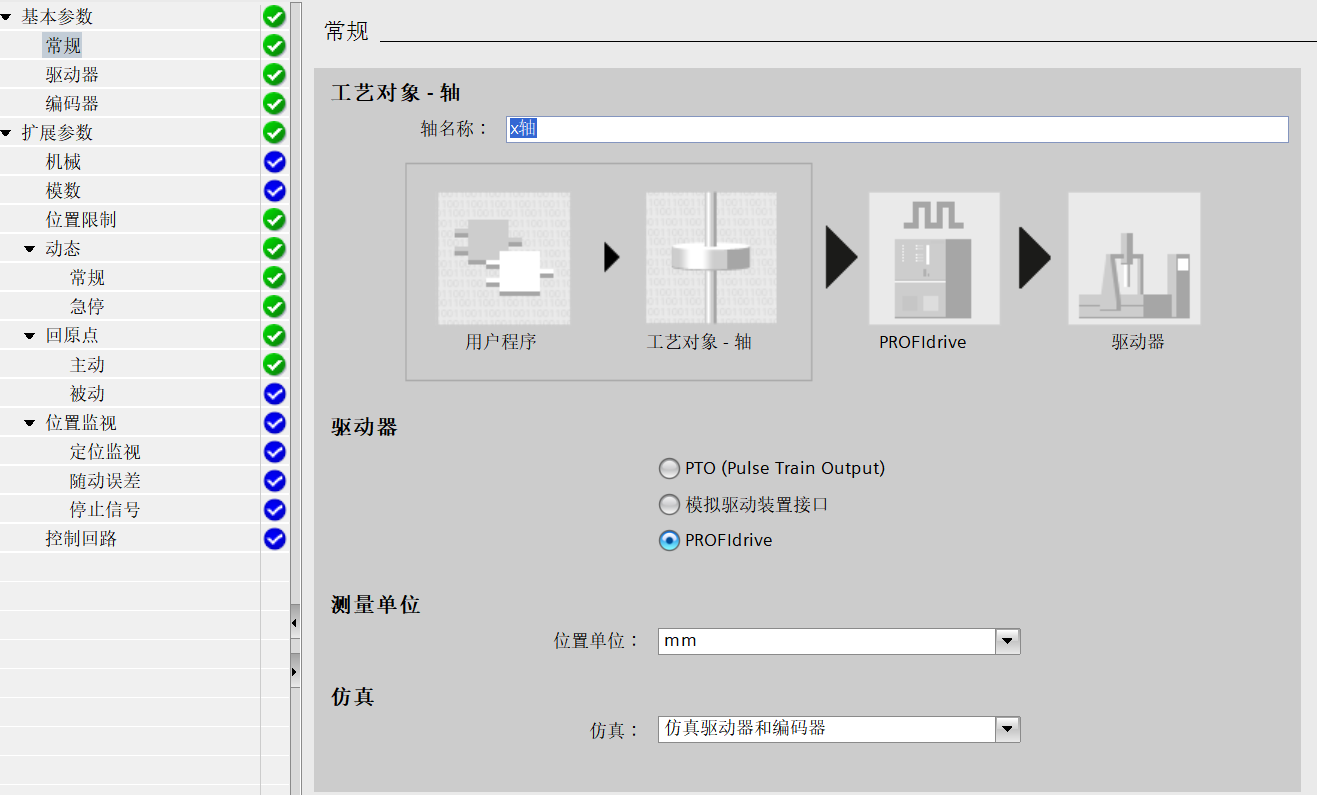 基本参数
常规
驱动器
编码器
扩展参数
机械
模数
位置限制
动态
常规
急停
回原点
主动
被动
位置监视
定位监视
随动误差
停止信号
控制回路
常规
工艺对象 - 轴
轴名称：
x轴
用户程序
工艺对象 - 轴
PROFIdrive
驱动器
驱动器
PTO (Pulse Train Output)
模拟驱动装置接口
PROFIdrive
测量单位
位置单位：
mm
仿真
仿真：
仿真驱动器和编码器